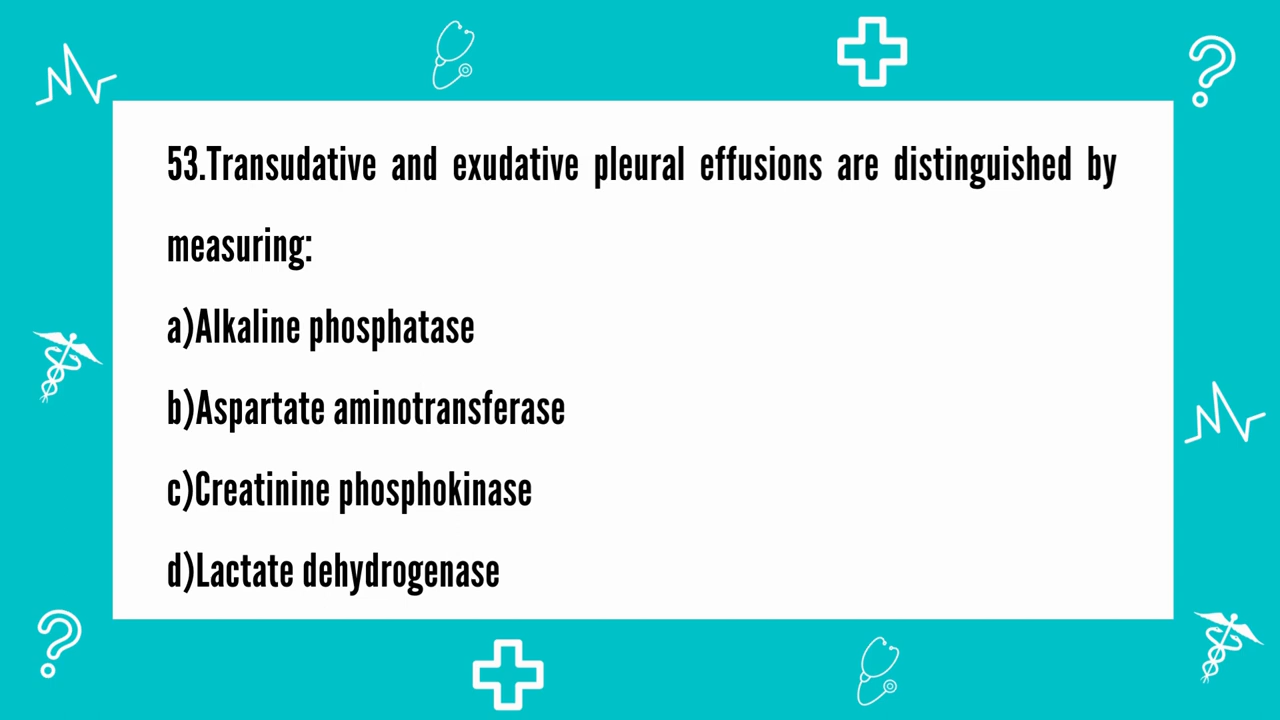 53.Transudative and exudative pleural effusions are distinguished by
measuring:
a)Alkaline phosphatase
b)Aspartate aminotransferase
c)Creatinine phosphokinase
d)Lactate dehydrogenase